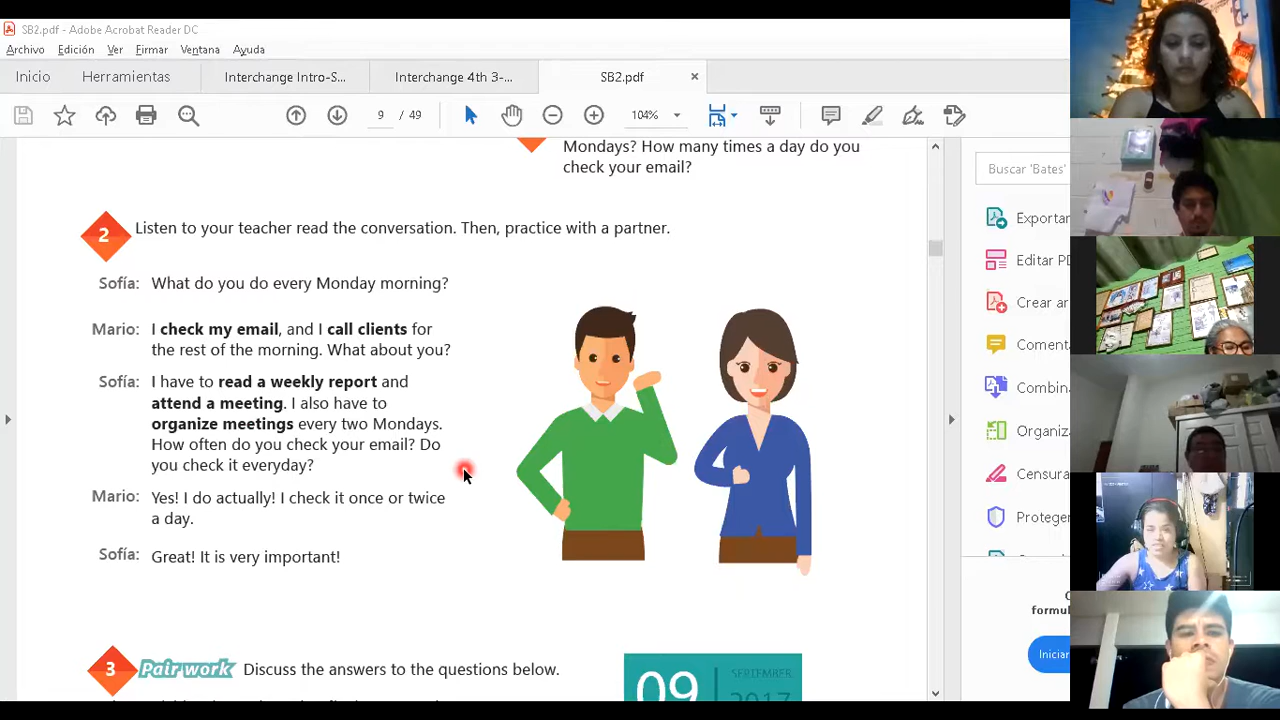 SB2.pdf - Adobe Acrobat Reader DC
Archivo Edición Ver Firmar Ventana Ayuda
Inicio Herramientas Interchange Intro-S... Interchange 4th 3-... SB2.pdf ×
9 / 49 104%
Mondays? How many times a day do you
check your email?
Buscar 'Bates'
2 Listen to your teacher read the conversation. Then, practice with a partner.
Sofía: What do you do every Monday morning?
Mario: I check my email, and I call clients for
the rest of the morning. What about you?
Sofía: I have to read a weekly report and
attend a meeting. I also have to
organize meetings every two Mondays.
How often do you check your email? Do
you check it everyday?
Mario: Yes! I do actually! I check it once or twice
a day.
Sofía: Great! It is very important!
3 Pair work Discuss the answers to the questions below.
09 SEPTEMBER
2017
Exportar
Editar PD
Crear ar
Coment
Combin
Organiz
Censura
Proteger
formul
Iniciar